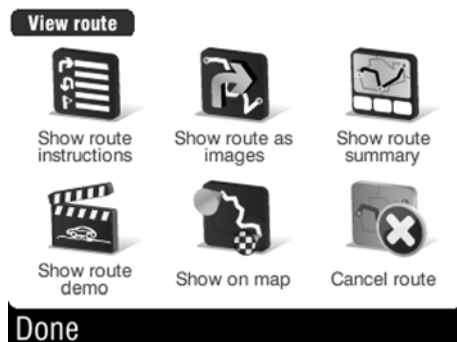 View route
Show route
instructions
Show route as
images
Show route
summary
Show route
demo
Show on map
Cancel route
Done